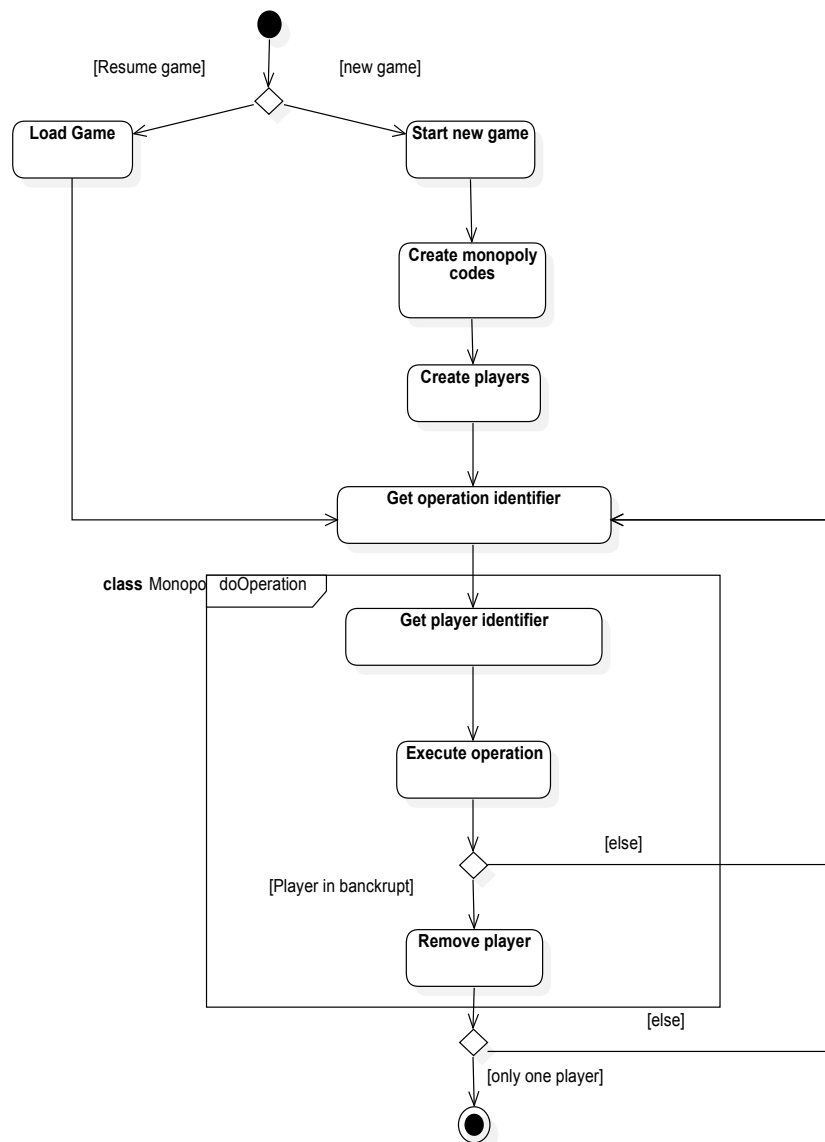 [Resume game]
[new game]
Load Game
Start new game
Create monopoly
codes
Create players
Get operation identifier
class Monopo
doOperation
Get player identifier
Execute operation
[else]
[Player in banckrupt]
Remove player
[else]
[only one player]